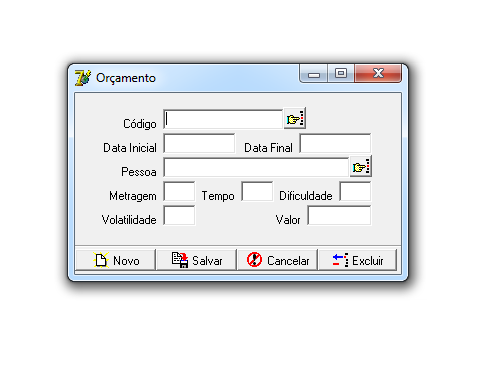 Orçamento
Código
Data Inicial Data Final
Pessoa
Metragem Tempo Dificuldade
Volatilidade Valor
Novo Salvar Cancelar Excluir